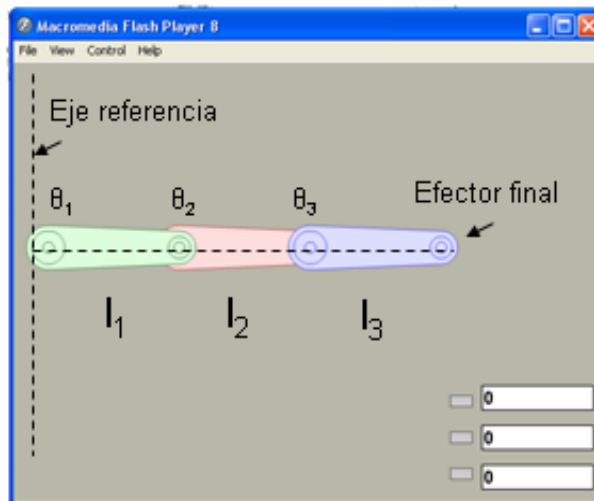 Macromedia Flash Player 8
File View Control Help
Eje referencia
Efector final
θ1 θ2 θ3
l1 l2 l3
0
0
0